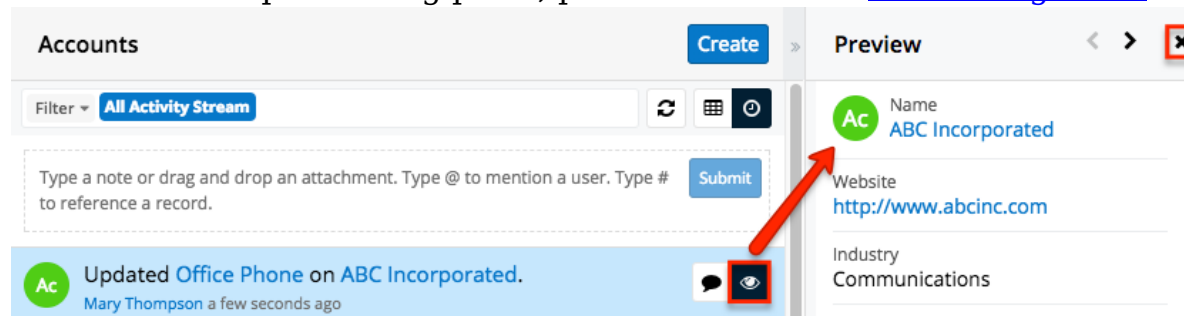 Accounts
Create
»
Preview
Filter
All Activity Stream
Ac
Name
ABC Incorporated
Type a note or drag and drop an attachment. Type @ to mention a user. Type #
to reference a record.
Submit
Website
http://www.abcinc.com
Industry
Communications
Ac
Updated Office Phone on ABC Incorporated.
Mary Thompson a few seconds ago